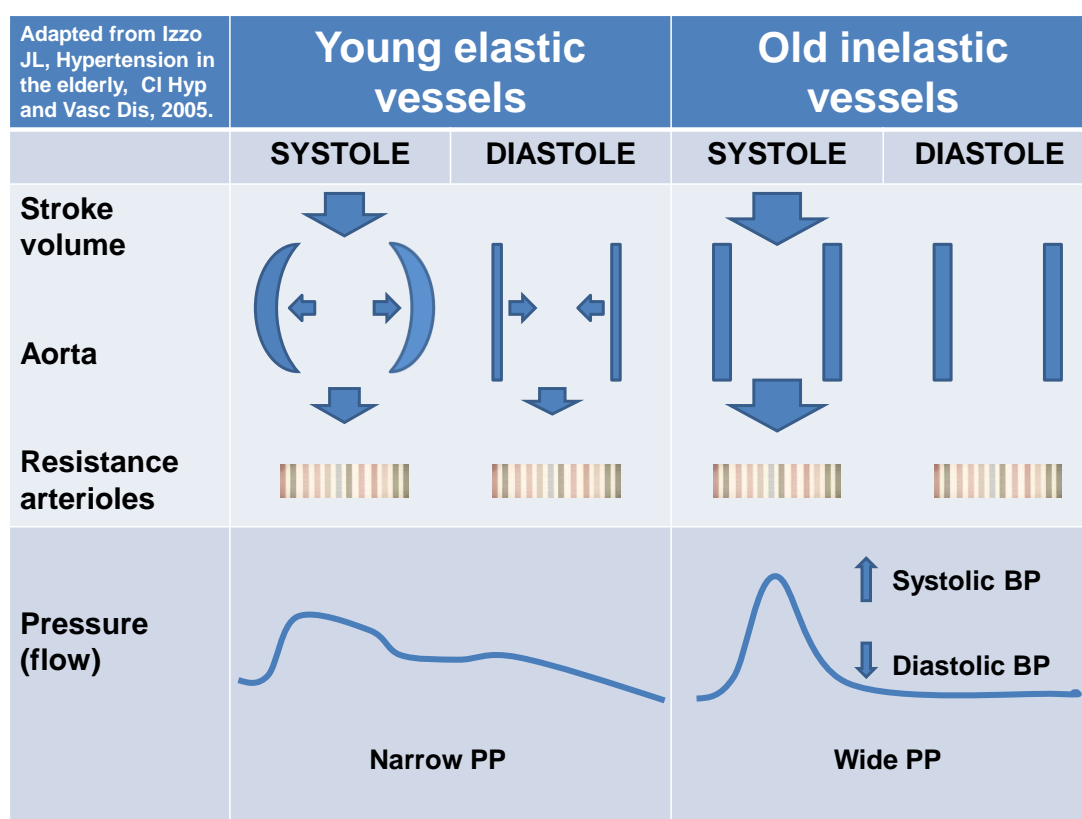 Adapted from Izzo
JL, Hypertension in
the elderly, Cl Hyp
and Vasc Dis, 2005.
Young elastic
vessels
Old inelastic
vessels
SYSTOLE
DIASTOLE
SYSTOLE
DIASTOLE
Stroke
volume
Aorta
Resistance
arterioles
Pressure
(flow)
Systolic BP
Diastolic BP
Narrow PP
Wide PP